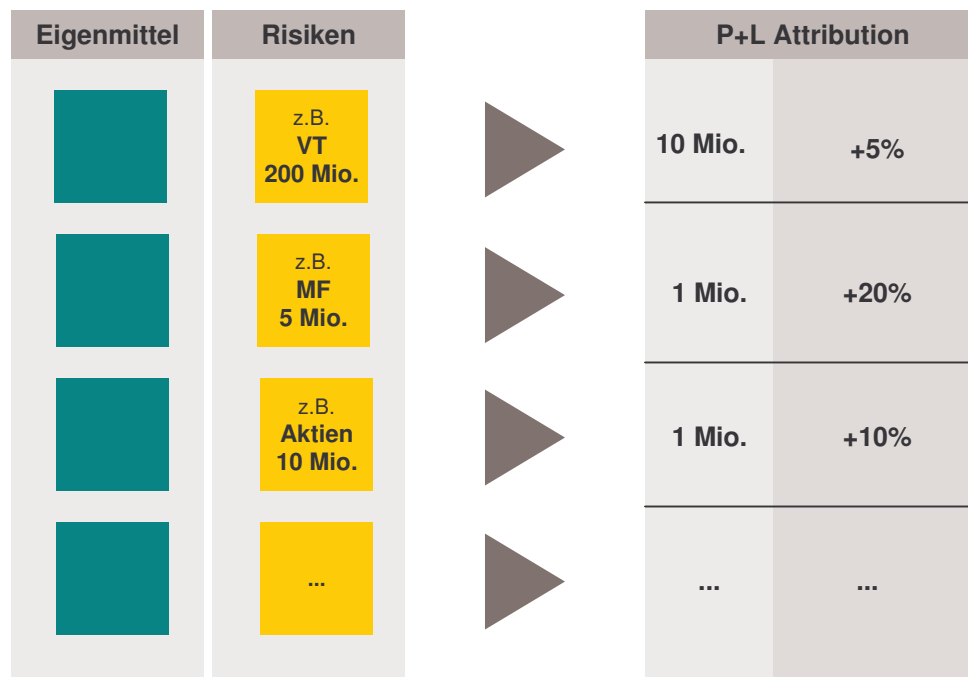 Eigenmittel
Risiken
P+L Attribution
z.B.
VT
200 Mio.
10 Mio.
+5%
z.B.
MF
5 Mio.
1 Mio.
+20%
z.B.
Aktien
10 Mio.
1 Mio.
+10%
...
...
...